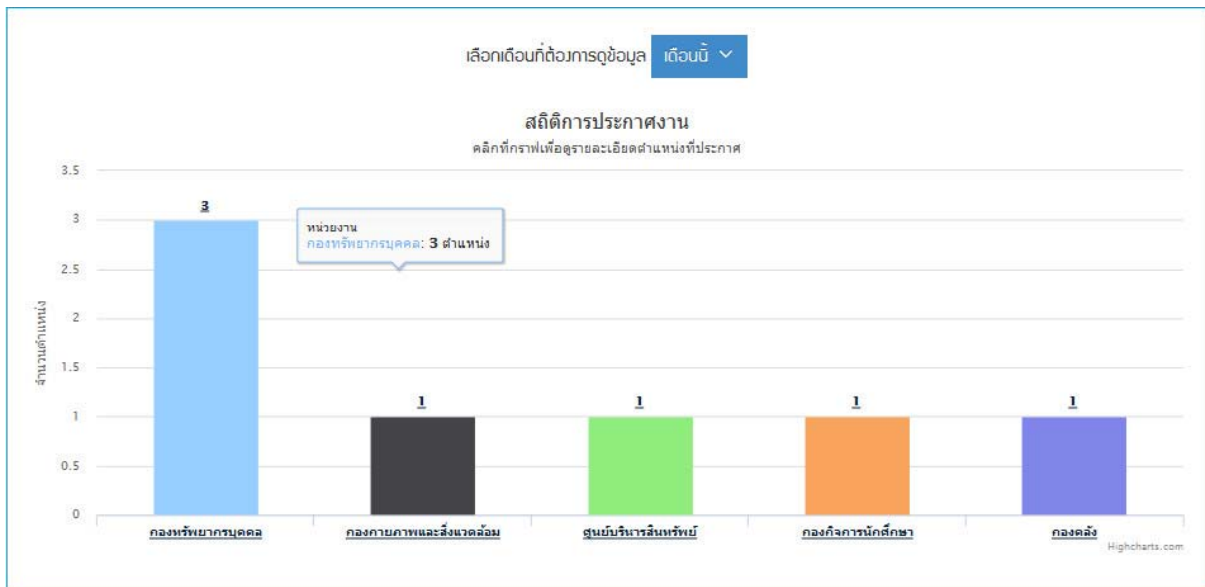 เลือกเดือนที่ต้องการดูข้อมูล เดือนนี้
สถิติการประกาศงาน
คลิกที่กราฟเพื่อดูรายละเอียดตำแหน่งที่ประกาศ
จำนวนตำแหน่ง
3.5
3
2.5
2
1.5
1
0.5
0
3
1
1
1
1
หน่วยงาน
กองทรัพยากรบุคคล: 3 ตำแหน่ง
กองทรัพยากรบุคคล
กองกายภาพและสิ่งแวดล้อม
ศูนย์บริหารสินทรัพย์
กองกิจการนักศึกษา
กองคลัง
Highcharts.com